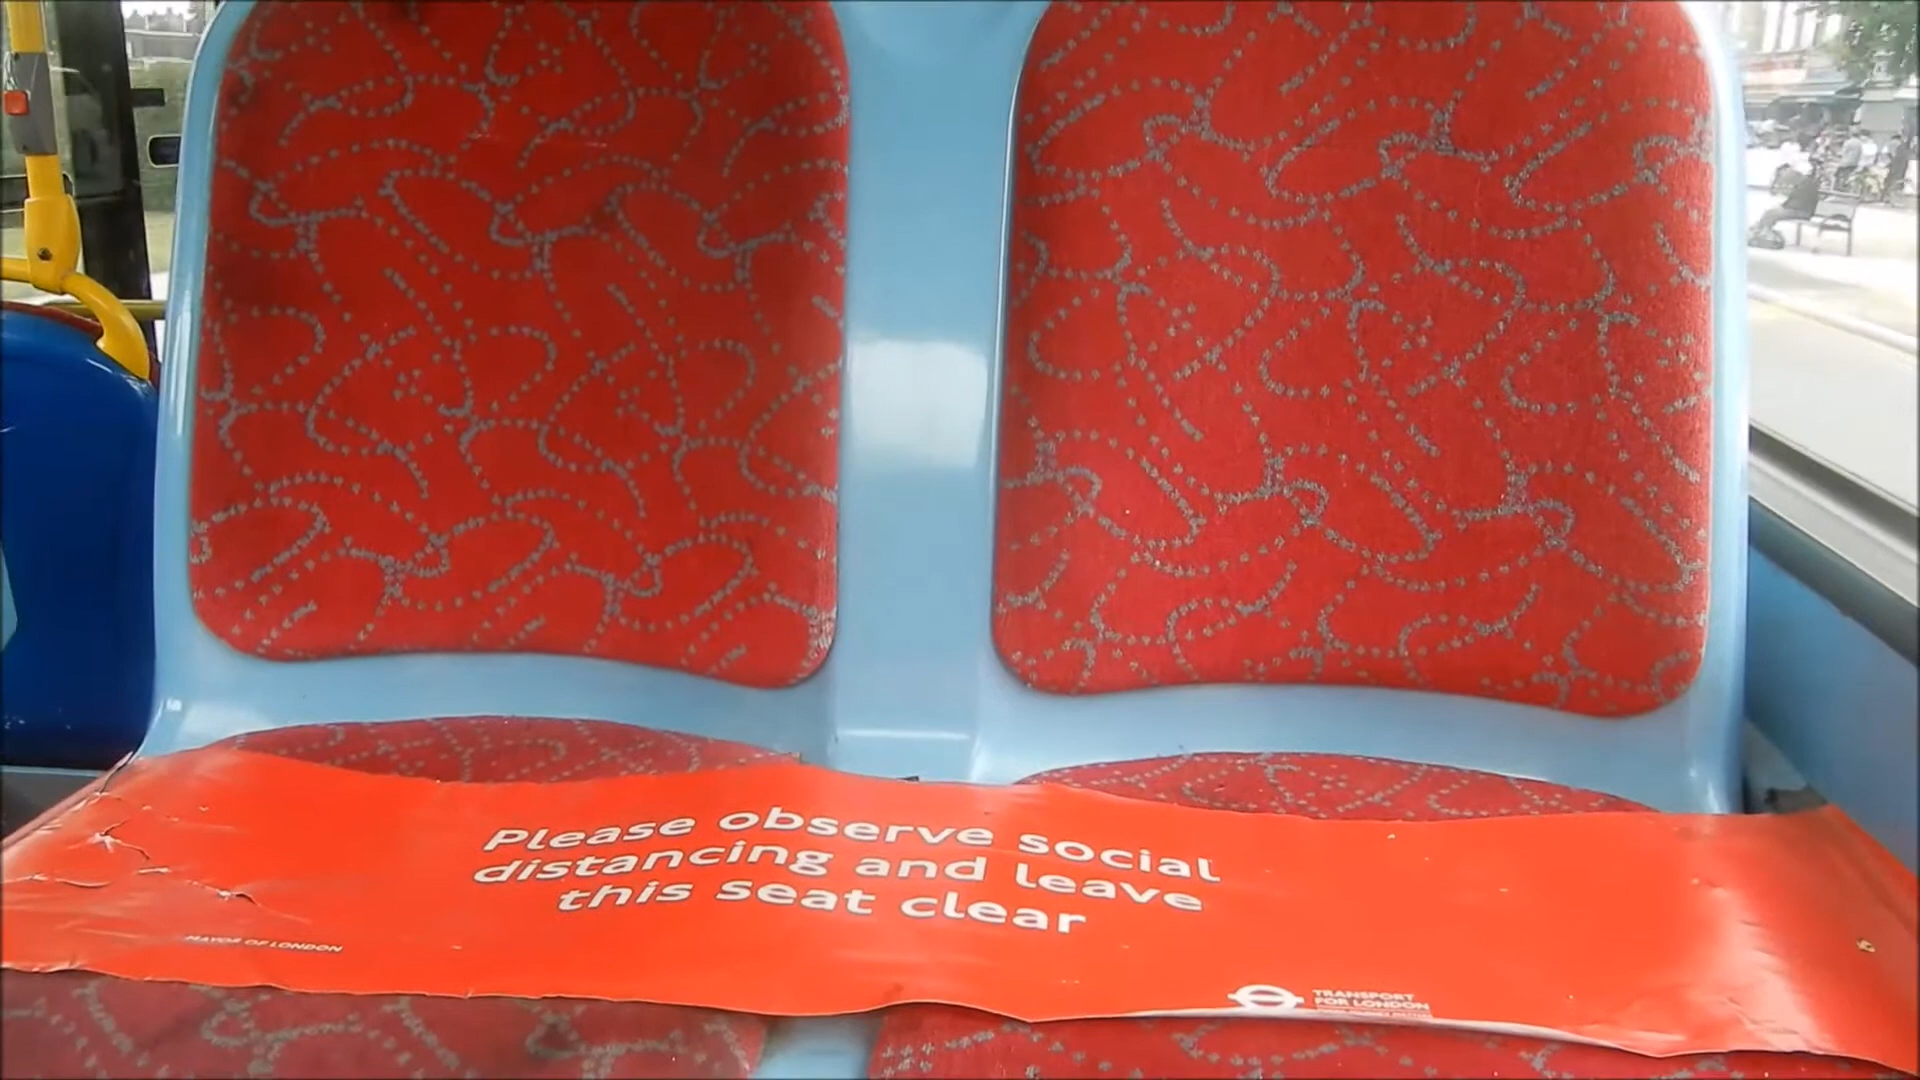 Please observe social
distancing and leave
this seat clear
MAYOR OF LONDON
TRANSPORT
FOR LONDON